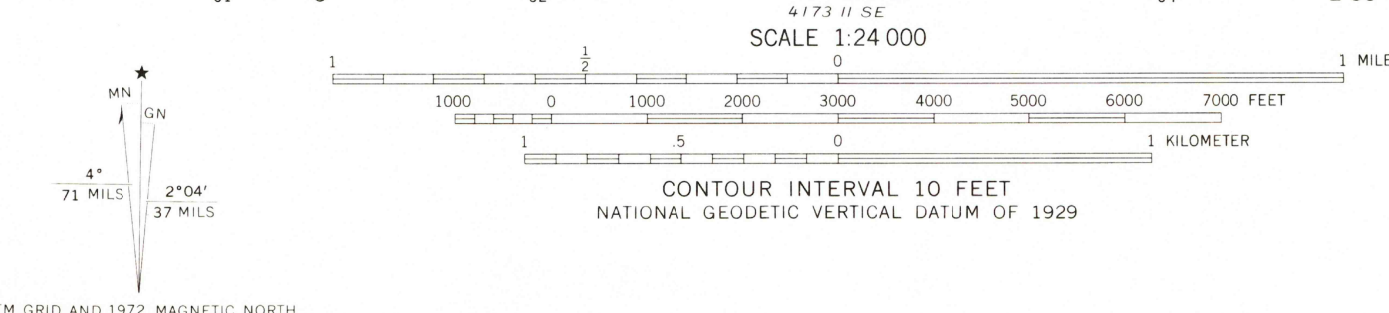 4173 II SE
SCALE 1:24 000
1 1/2 0 1 MILE
1000 0 1000 2000 3000 4000 5000 6000 7000 FEET
1 .5 0 1 KILOMETER
CONTOUR INTERVAL 10 FEET
NATIONAL GEODETIC VERTICAL DATUM OF 1929
★
MN
GN
4°
71 MILS
2°04′
37 MILS
GRID AND 1972 MAGNETIC NORTH